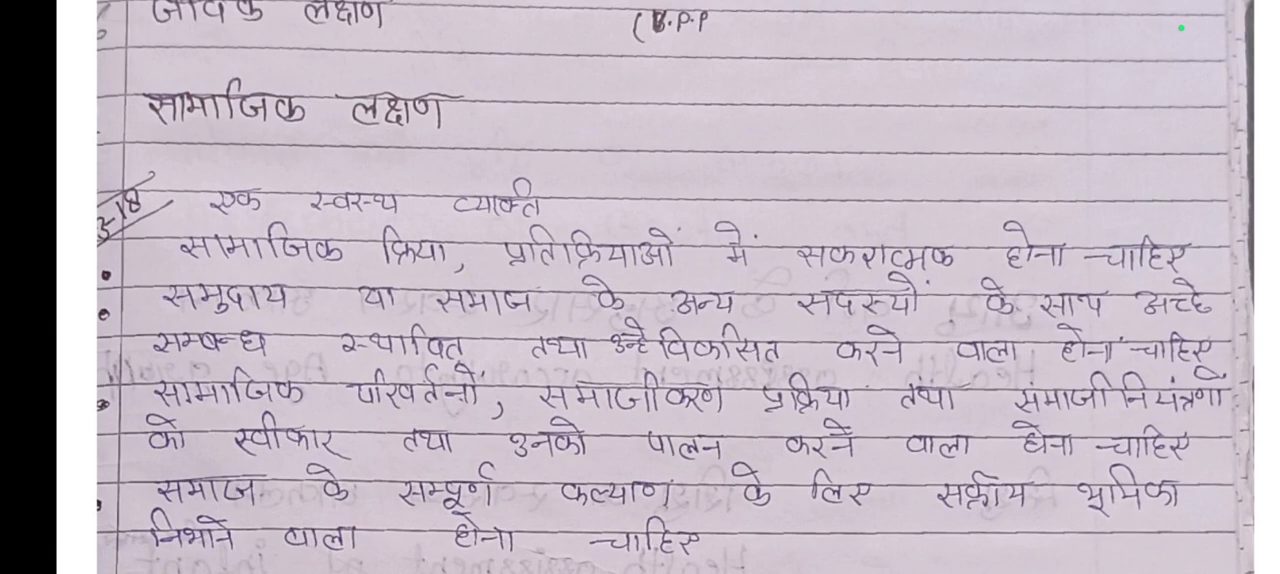 जैविक लक्षण (B.P.P
सामाजिक लक्षण
एक स्वस्थ व्यक्ति
सामाजिक क्रिया, प्रतिक्रियाओं में सकरात्मक होना चाहिए
समुदाय या समाज के अन्य सदस्यों के साथ अच्छे
सम्बन्ध स्थापित तथा उन्हें विकसित करने वाला होना चाहिए
सामाजिक परिवर्तनों, समाजीकरण प्रक्रिया तथा समाजी नियंत्रणों
को स्वीकार तथा उनको पालन करने वाला होना चाहिए
समाज के सम्पूर्ण कल्याण के लिए सक्रीय भूमिका
निभाने वाला होना चाहिए